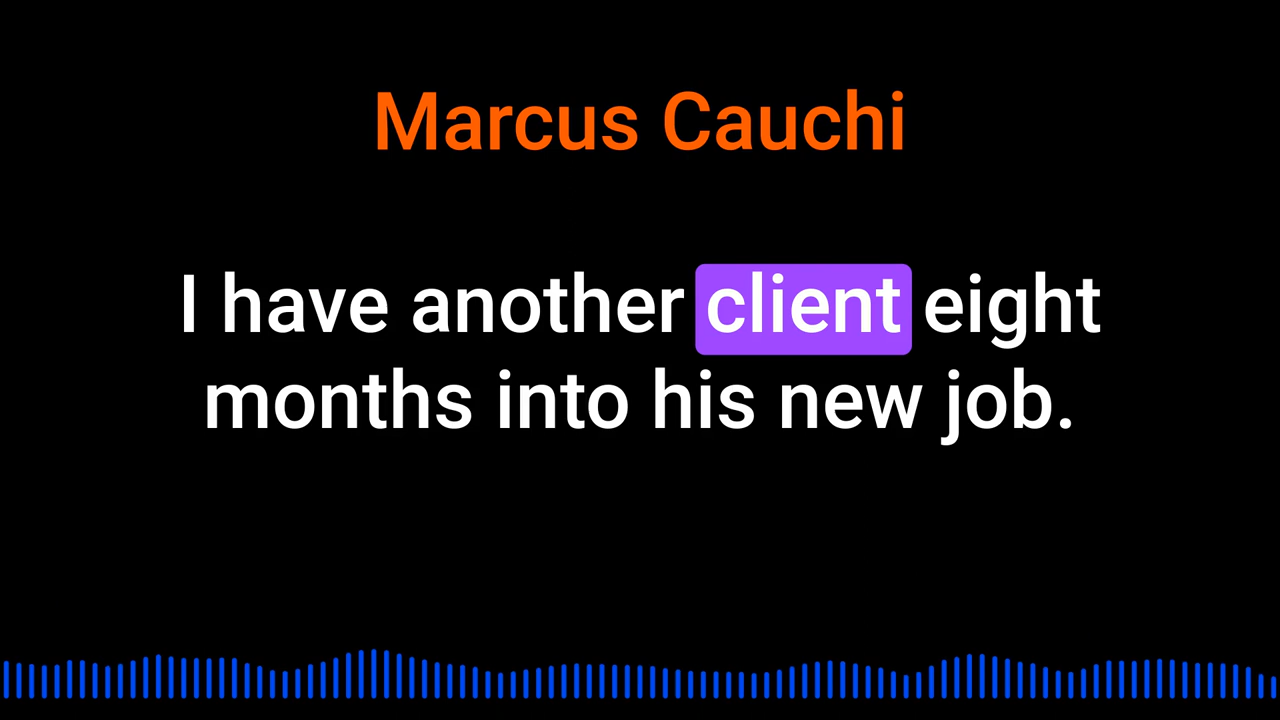 Marcus Cauchi
I have another client eight
months into his new job.